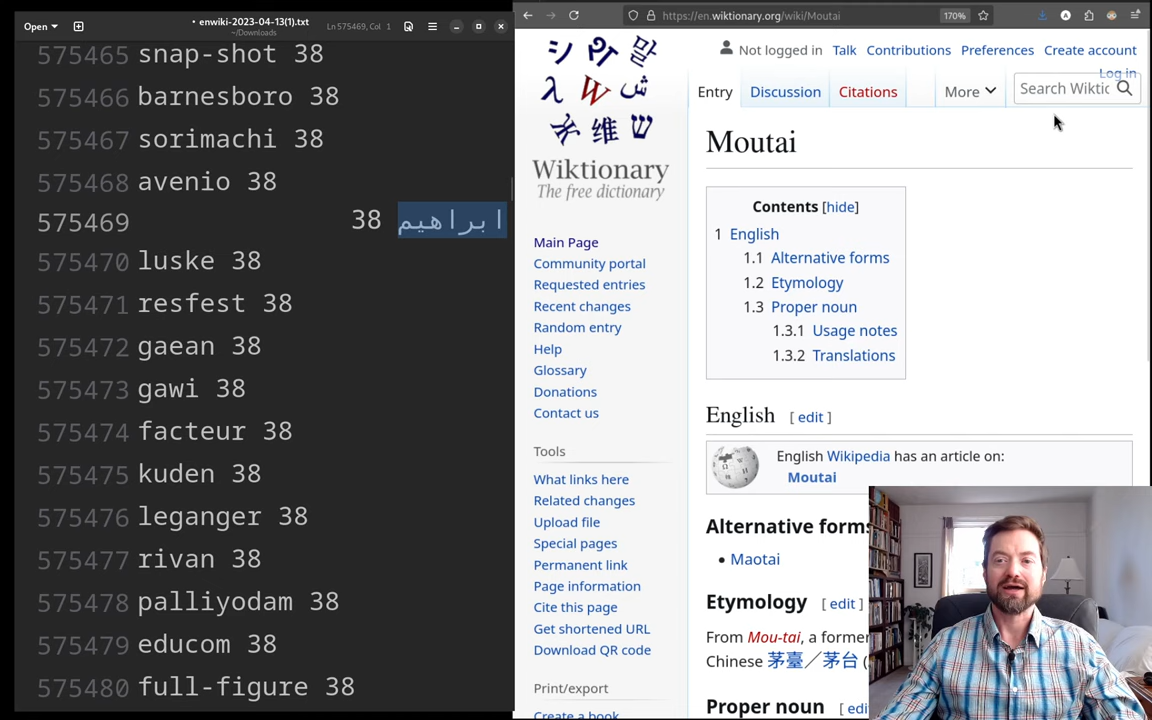 Open
enwiki-2023-04-13(1).txt
~/Downloads
Ln 575469, Col 1
575465 snap-shot 38
575466 barnesboro 38
575467 sorimachi 38
575468 avenio 38
575469 ابراهيم 38
575470 luske 38
575471 resfest 38
575472 gaean 38
575473 gawi 38
575474 facteur 38
575475 kuden 38
575476 leganger 38
575477 rivan 38
575478 palliyodam 38
575479 educom 38
575480 full-figure 38
https://en.wiktionary.org/wiki/Moutai
170%
Wiktionary
The free dictionary
Main Page
Community portal
Requested entries
Recent changes
Random entry
Help
Glossary
Donations
Contact us
Tools
What links here
Related changes
Upload file
Special pages
Permanent link
Page information
Cite this page
Get shortened URL
Download QR code
Print/export
Create a book
Not logged in Talk Contributions Preferences Create account
Log in
Entry Discussion Citations More
Search Wiktic
Moutai
Contents [hide]
1 English
1.1 Alternative forms
1.2 Etymology
1.3 Proper noun
1.3.1 Usage notes
1.3.2 Translations
English [ edit ]
English Wikipedia has an article on:
Moutai
Alternative forms
• Maotai
Etymology [ edit ]
From Mou-tai, a former
Chinese 茅臺／茅台 (
Proper noun [ edi